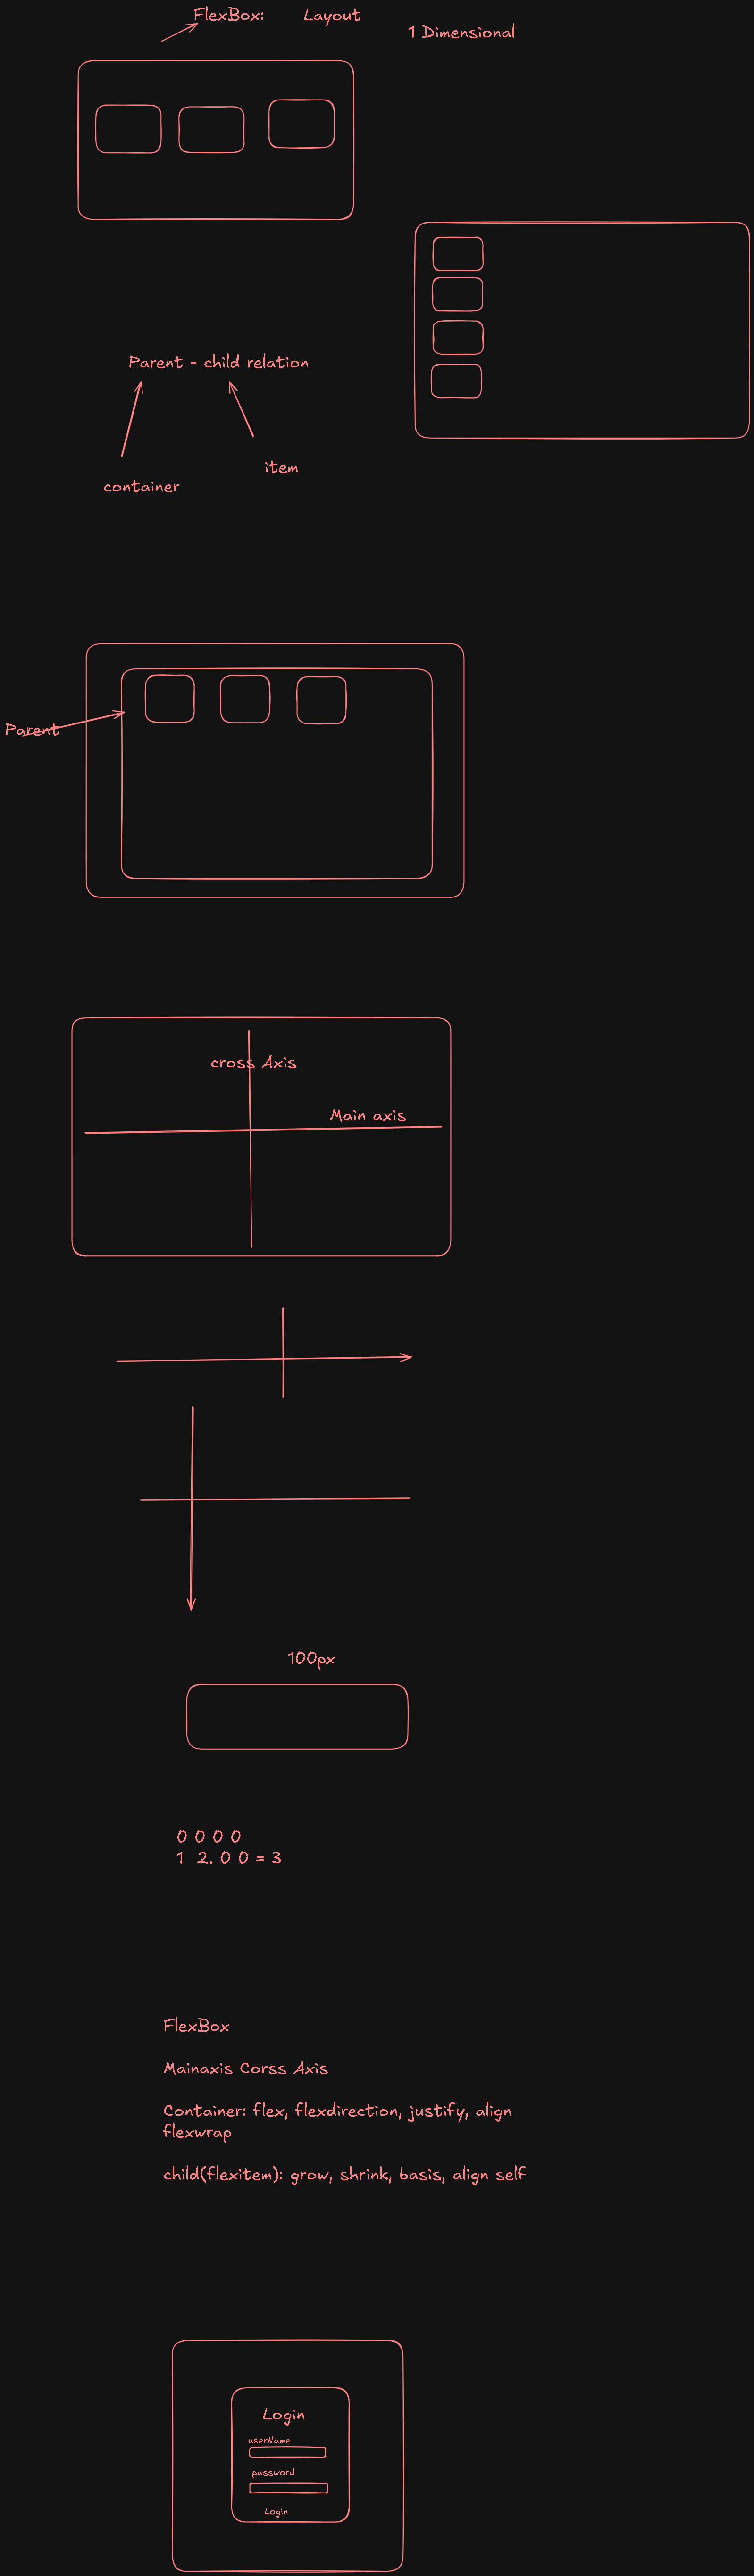 FlexBox: Layout
1 Dimensional
Parent - child relation
item
container
Parent
cross Axis
Main axis
100px
0 0 0 0
1 2. 0 0 = 3
FlexBox
Mainaxis Corss Axis
Container: flex, flexdirection, justify, align
flexwrap
child(flexitem): grow, shrink, basis, align self
Login
userName
password
Login